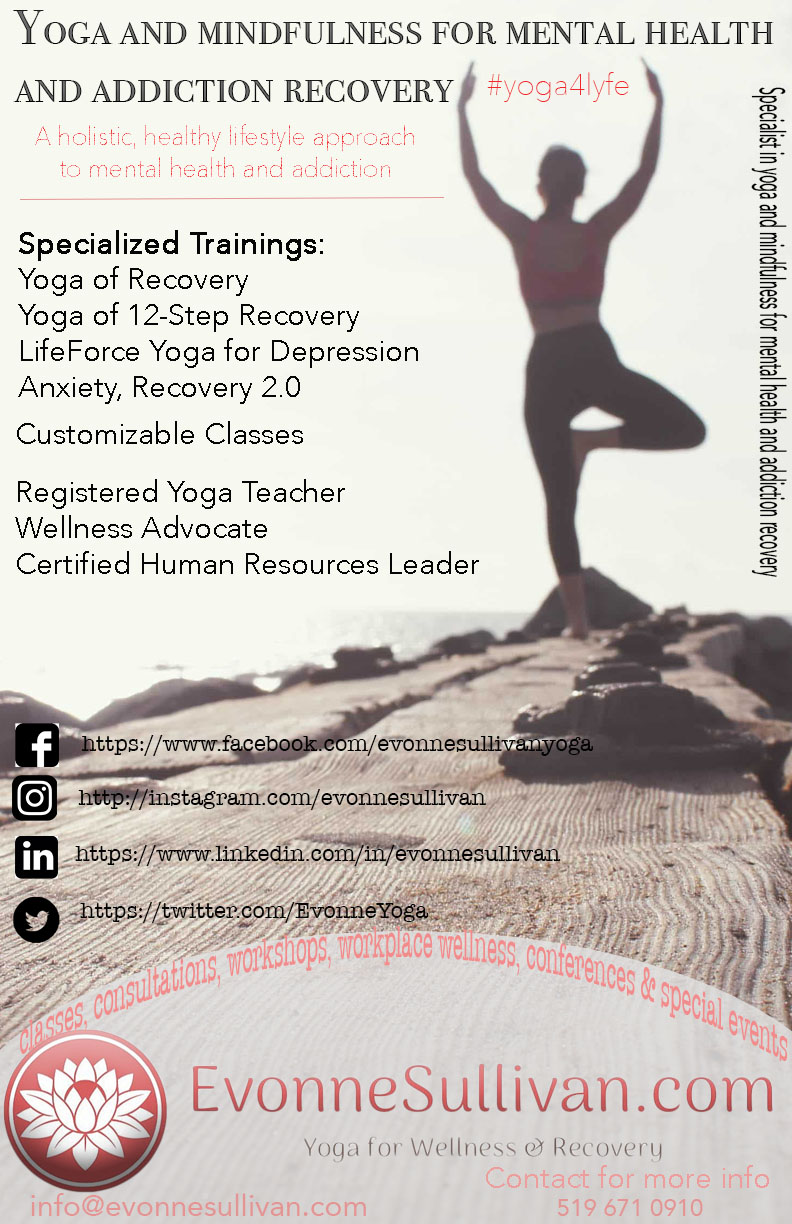 Yoga and mindfulness for mental health
and addiction recovery
#yoga4lyfe
A holistic, healthy lifestyle approach
to mental health and addiction
Specialist in yoga and mindfulness for mental health and addiction recovery
Specialized Trainings:
Yoga of Recovery
Yoga of 12-Step Recovery
LifeForce Yoga for Depression
Anxiety, Recovery 2.0
Customizable Classes
Registered Yoga Teacher
Wellness Advocate
Certified Human Resources Leader
https://www.facebook.com/evonnesullivanyoga
http://instagram.com/evonnesullivan
https://www.linkedin.com/in/evonnesullivan
https://twitter.com/EvonneYoga
classes, consultations, workshops, workplace wellness, conferences & special events
EvonneSullivan.com
Yoga for Wellness & Recovery
Contact for more info
info@evonnesullivan.com
519 671 0910